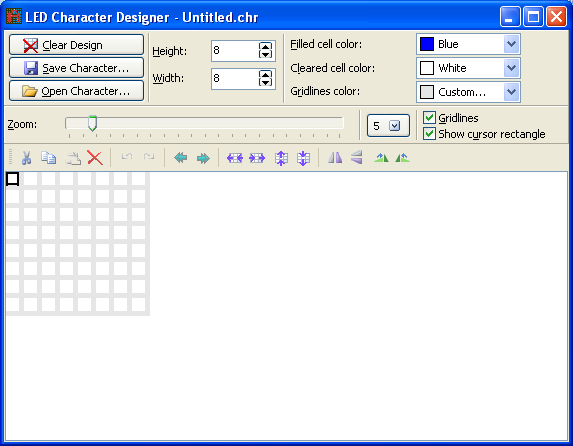 LED Character Designer - Untitled.chr
Clear Design
Save Character...
Open Character...
Height: 8
Width: 8
Filled cell color: Blue
Cleared cell color: White
Gridlines color: Custom...
Zoom:
5
Gridlines
Show cursor rectangle